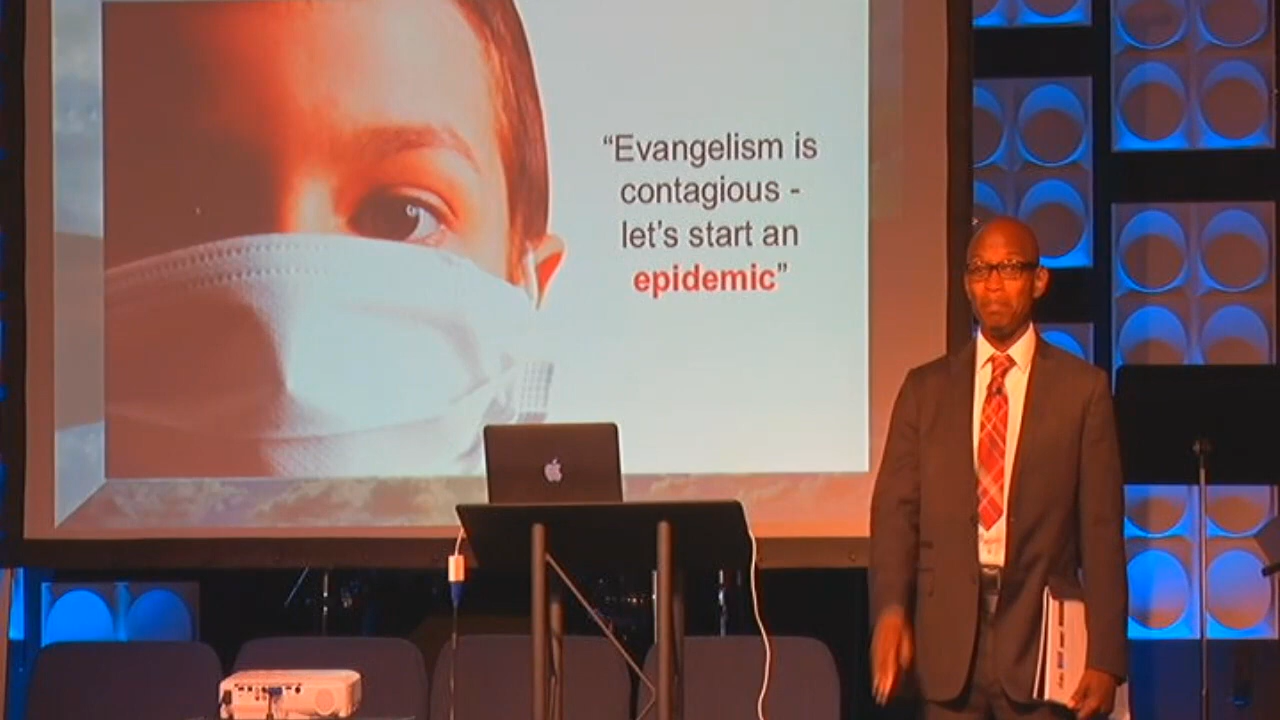 “Evangelism is
contagious -
let’s start an
epidemic”